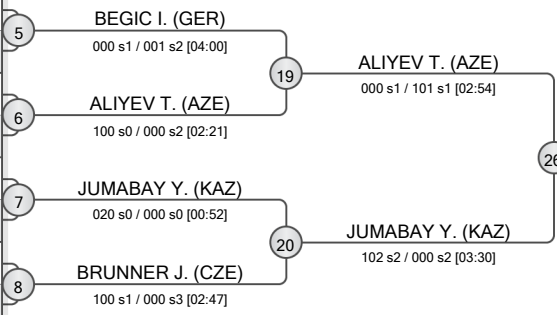 5
BEGIC I. (GER)
000 s1 / 001 s2 [04:00]
19
ALIYEV T. (AZE)
000 s1 / 101 s1 [02:54]
6
ALIYEV T. (AZE)
100 s0 / 000 s2 [02:21]
26
7
JUMABAY Y. (KAZ)
020 s0 / 000 s0 [00:52]
20
JUMABAY Y. (KAZ)
102 s2 / 000 s2 [03:30]
8
BRUNNER J. (CZE)
100 s1 / 000 s3 [02:47]